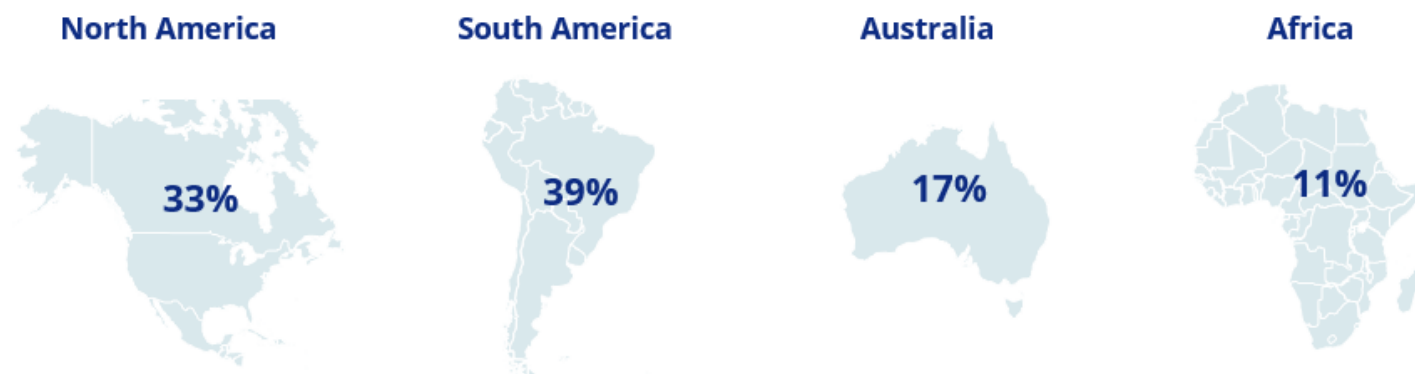 North America
South America
Australia
Africa
33%
39%
17%
11%